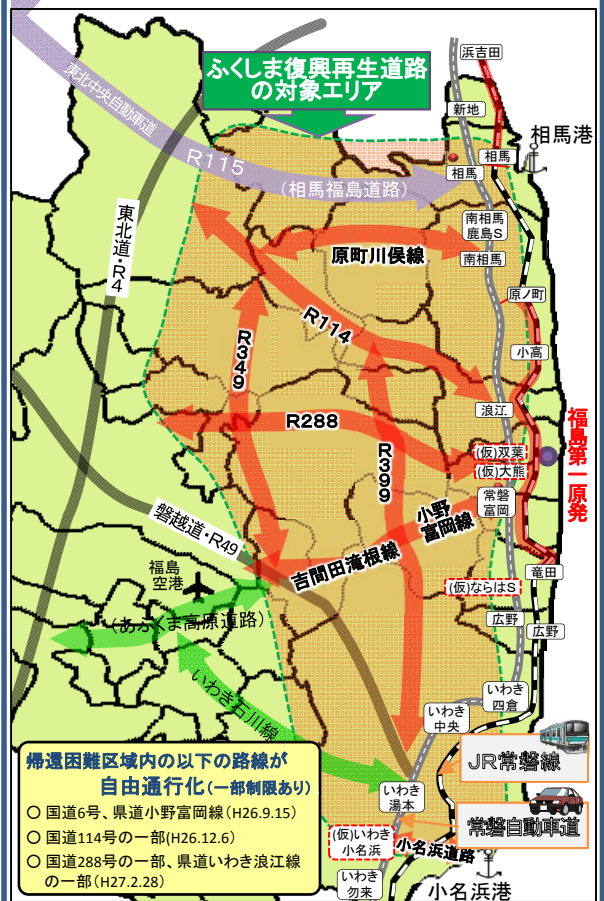 ふくしま復興再生道路
の対象エリア
浜吉田
新地
相馬港
相馬
相馬
東北中央自動車道
R115
(相馬福島道路)
東北道・R4
南相馬
鹿島S
南相馬
原町川俣線
原ノ町
R114
小高
R349
浪江
R288
R399
(仮)双葉
(仮)大熊
福島第一原発
常磐
富岡
小野
富岡線
磐越道・R49
吉間田滝根線
竜田
福島
空港
(仮)ならはS
(あぶくま高原道路)
広野
広野
いわき石川線
いわき
四倉
いわき
中央
JR常磐線
いわき
湯本
常磐自動車道
(仮)いわき
小名浜
小名浜道路
いわき
勿来
小名浜港
帰還困難区域内の以下の路線が
自由通行化(一部制限あり)
○ 国道6号、県道小野富岡線(H26.9.15)
○ 国道114号の一部(H26.12.6)
○ 国道288号の一部、県道いわき浪江線
の一部(H27.2.28)